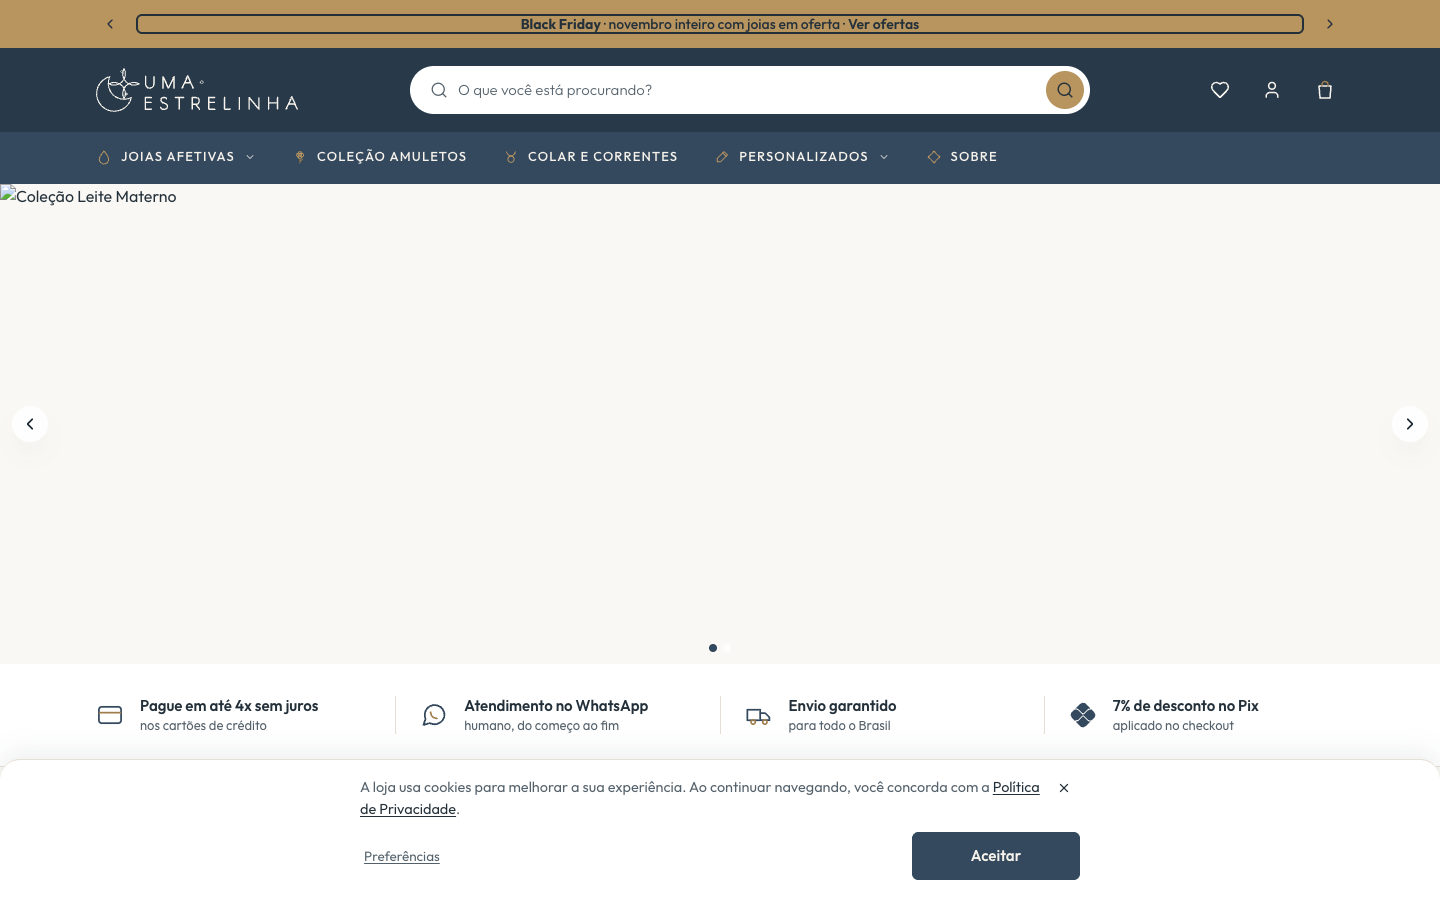 Black Friday · novembro inteiro com joias em oferta · Ver ofertas
UMA
ESTRELINHA
O que você está procurando?
JOIAS AFETIVAS
COLEÇÃO AMULETOS
COLAR E CORRENTES
PERSONALIZADOS
SOBRE
Coleção Leite Materno
Pague em até 4x sem juros
nos cartões de crédito
Atendimento no WhatsApp
humano, do começo ao fim
Envio garantido
para todo o Brasil
7% de desconto no Pix
aplicado no checkout
A loja usa cookies para melhorar a sua experiência. Ao continuar navegando, você concorda com a Política
de Privacidade.
Preferências
Aceitar